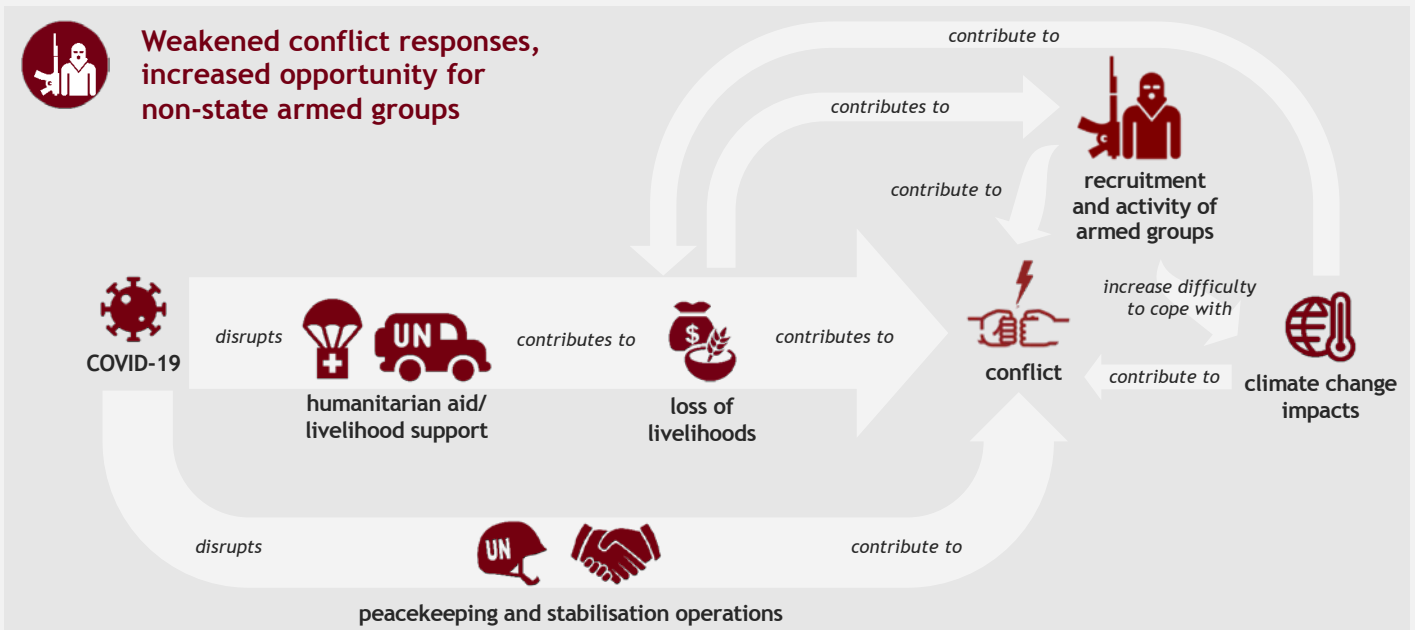 Weakened conflict responses,
increased opportunity for
non-state armed groups
contribute to
contributes to
contribute to
recruitment
and activity of
armed groups
increase difficulty
to cope with
COVID-19
disrupts
UN
contributes to
$
contributes to
conflict
contribute to
climate change
impacts
humanitarian aid/
livelihood support
loss of
livelihoods
disrupts
UN
contribute to
peacekeeping and stabilisation operations